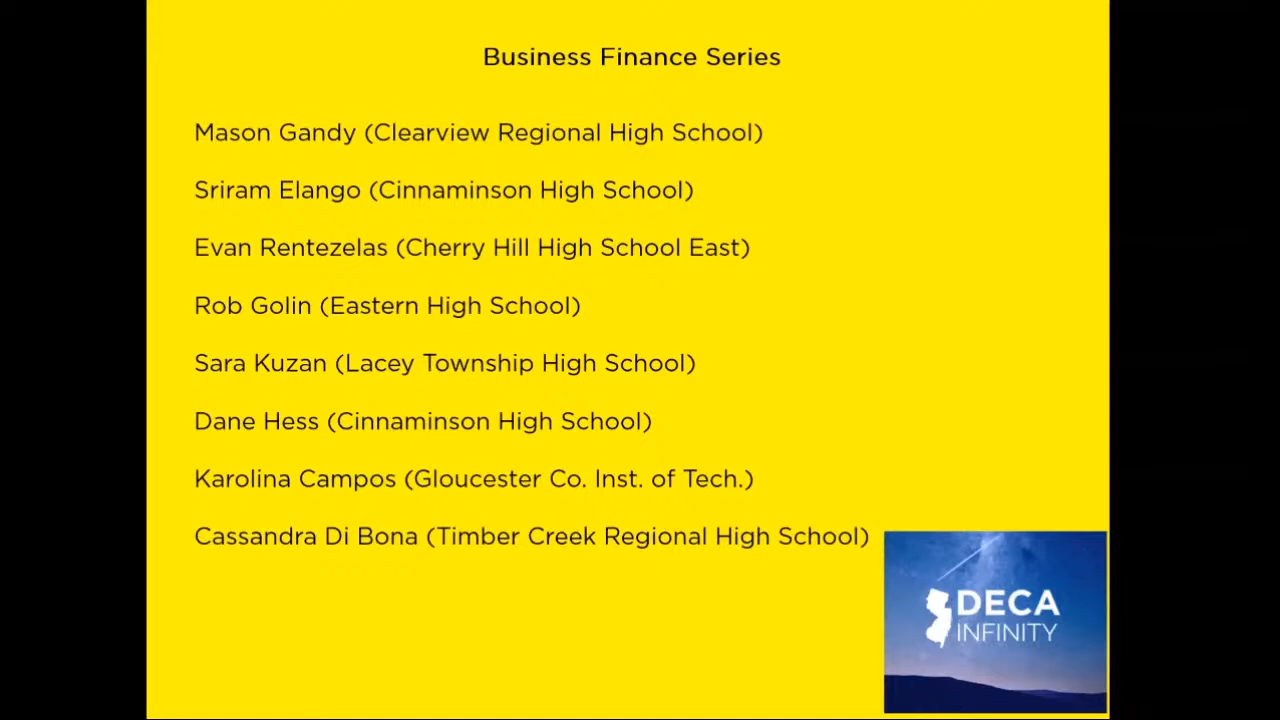 Business Finance Series
Mason Gandy (Clearview Regional High School)
Sriram Elango (Cinnaminson High School)
Evan Rentezelas (Cherry Hill High School East)
Rob Golin (Eastern High School)
Sara Kuzan (Lacey Township High School)
Dane Hess (Cinnaminson High School)
Karolina Campos (Gloucester Co. Inst. of Tech.)
Cassandra Di Bona (Timber Creek Regional High School)
DECA
INFINITY